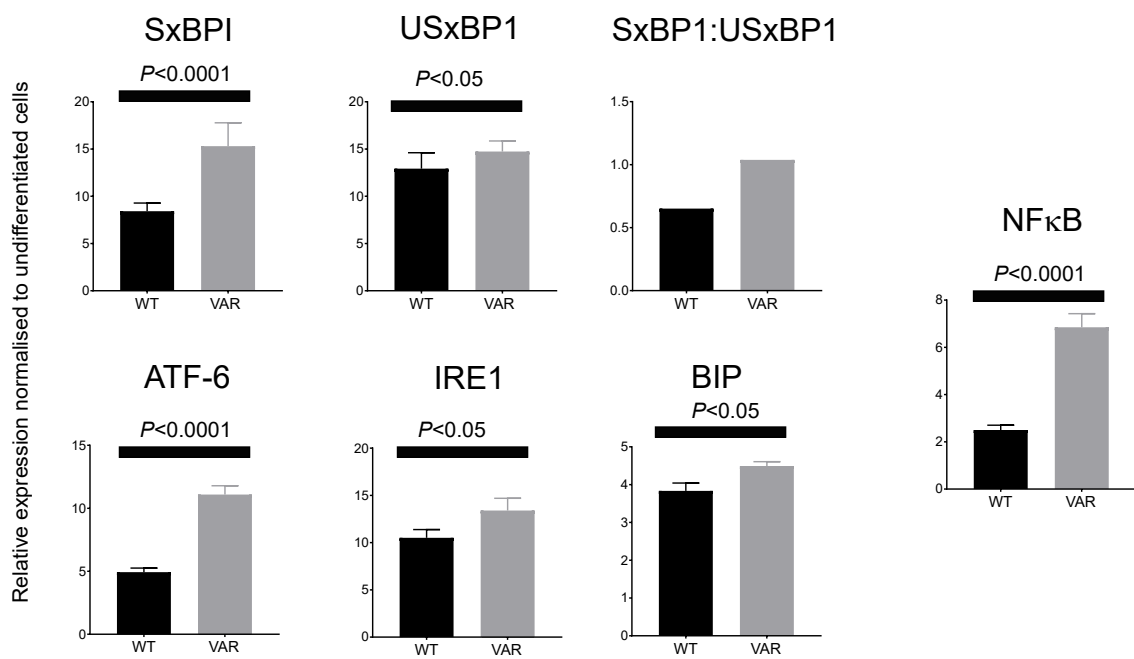 Relative expression normalised to undifferentiated cells
SxBPI
P<0.0001
20
15
10
5
0
WT VAR
USxBP1
P<0.05
20
15
10
5
0
WT VAR
SxBP1:USxBP1
1.5
1.0
0.5
0.0
WT VAR
NFκB
P<0.0001
8
6
4
2
0
WT VAR
ATF-6
P<0.0001
15
10
5
0
WT VAR
IRE1
P<0.05
20
15
10
5
0
WT VAR
BIP
P<0.05
5
4
3
2
1
0
WT VAR